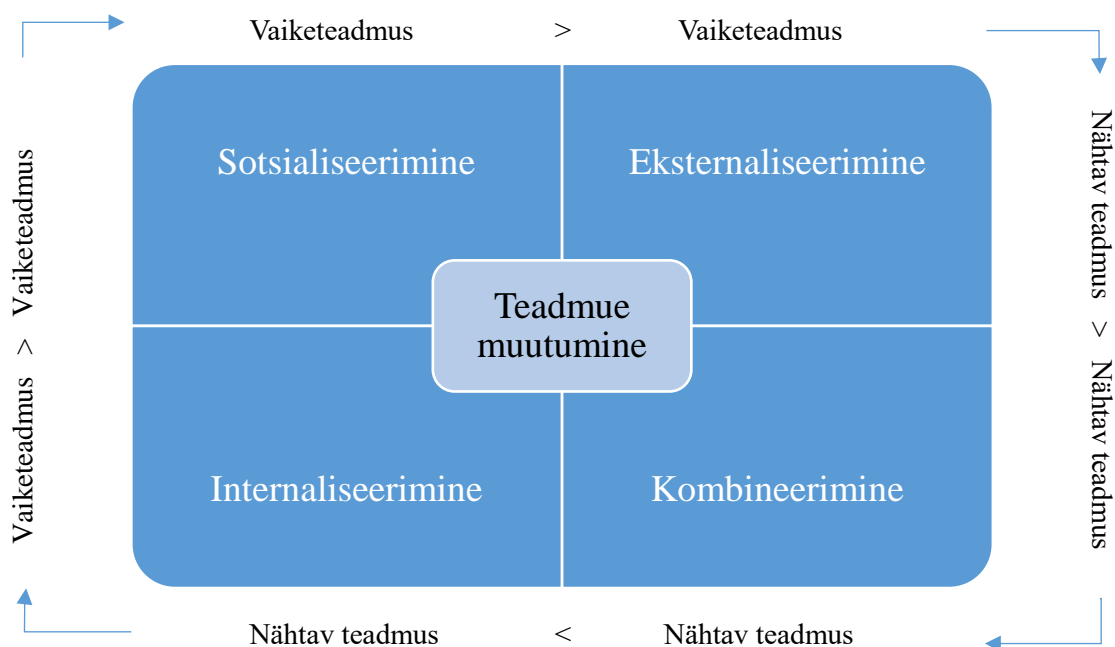 Vaiketeadmus > Vaiketeadmus
Vaiketeadmus > Vaiketeadmus
Sotsialiseerimine
Eksternaliseerimine
Nähtav teadmus > Nähtav teadmus
Teadmue
muutumine
Internaliseerimine
Kombineerimine
Nähtav teadmus < Nähtav teadmus